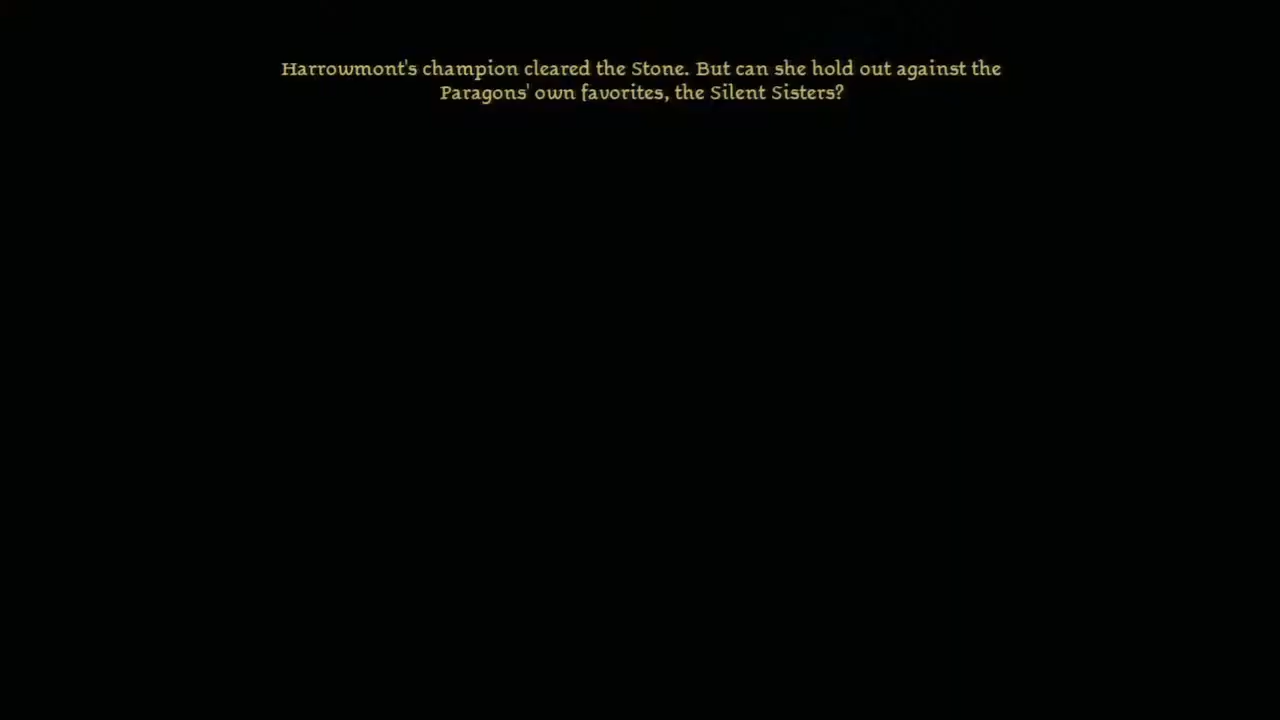 Harrowmont's champion cleared the Stone. But can she hold out against the
Paragons' own favorites, the Silent Sisters?